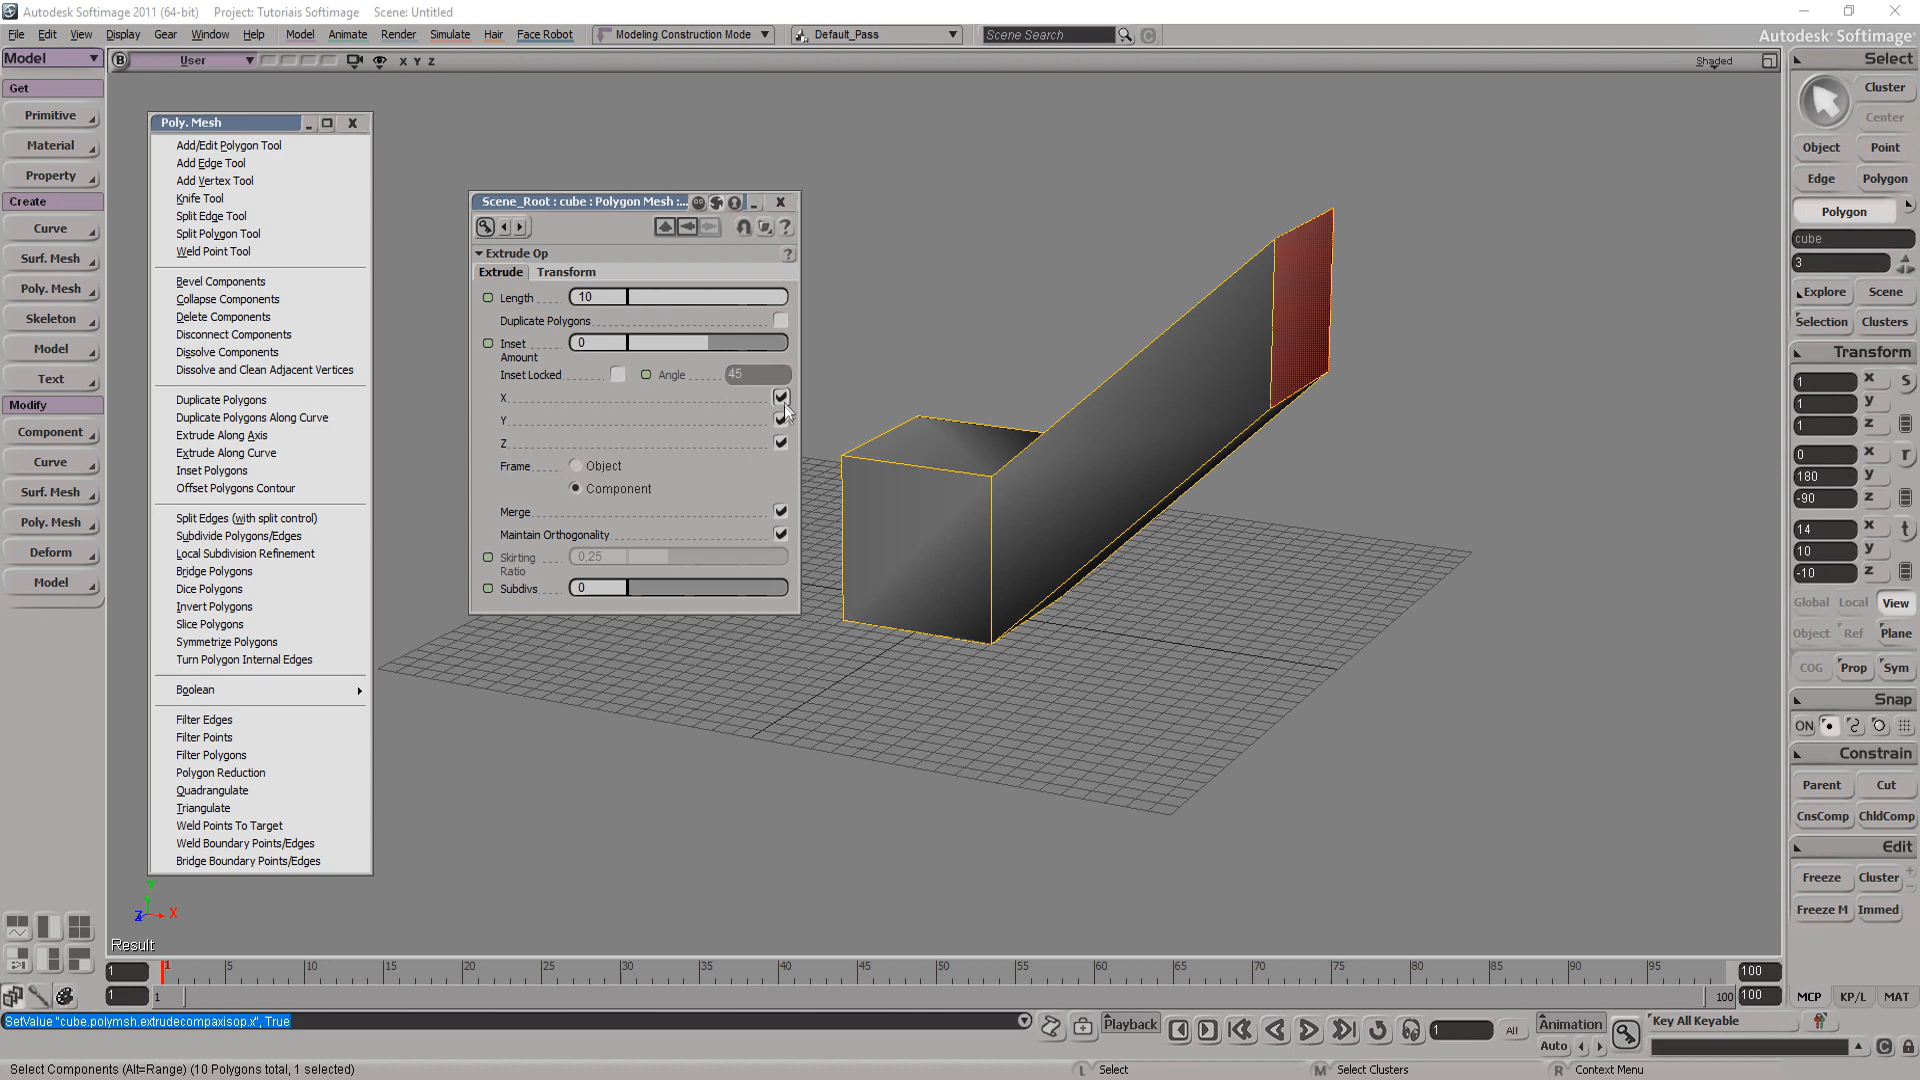 Autodesk Softimage 2011 (64-bit)    Project: Tutoriais Softimage    Scene: Untitled
File Edit View Display Gear Window Help Model Animate Render Simulate Hair Face Robot Modeling Construction Mode Default_Pass Scene Search C Autodesk® Softimage®
Model
B User X Y Z Shaded
Get
Primitive
Material
Property
Create
Curve
Surf. Mesh
Poly. Mesh
Skeleton
Model
Text
Modify
Component
Curve
Surf. Mesh
Poly. Mesh
Deform
Model
Poly. Mesh
Add/Edit Polygon Tool
Add Edge Tool
Add Vertex Tool
Knife Tool
Split Edge Tool
Split Polygon Tool
Weld Point Tool
Bevel Components
Collapse Components
Delete Components
Disconnect Components
Dissolve Components
Dissolve and Clean Adjacent Vertices
Duplicate Polygons
Duplicate Polygons Along Curve
Extrude Along Axis
Extrude Along Curve
Inset Polygons
Offset Polygons Contour
Split Edges (with split control)
Subdivide Polygons/Edges
Local Subdivision Refinement
Bridge Polygons
Dice Polygons
Invert Polygons
Slice Polygons
Symmetrize Polygons
Turn Polygon Internal Edges
Boolean
Filter Edges
Filter Points
Filter Polygons
Polygon Reduction
Quadrangulate
Triangulate
Weld Points To Target
Weld Boundary Points/Edges
Bridge Boundary Points/Edges
Scene_Root : cube : Polygon Mesh :...
Extrude Op ?
Extrude Transform
Length 10
Duplicate Polygons
Inset 0
Amount
Inset Locked Angle 45
X
Y
Z
Frame Object
Component
Merge
Maintain Orthogonality
Skirting 0,25
Ratio
Subdivs 0
Y
Z X
Result
Select
Cluster
Center
Object Point
Edge Polygon
Polygon
cube
3
Explore Scene
Selection Clusters
Transform
1 x s
1 y
1 z
0 x r
180 y
-90 z
14 x t
10 y
-10 z
Global Local View
Object Ref Plane
COG Prop Sym
Snap
ON
Constrain
Parent Cut
CnsComp ChldComp
Edit
Freeze Cluster + -
Freeze M Immed
1 1 5 10 15 20 25 30 35 40 45 50 55 60 65 70 75 80 85 90 95 100
1 1 100 100 MCP KP/L MAT
SetValue "cube.polymsh.extrudecompaxisop.x", True Playback 1 All Animation Key All Keyable
Auto C
Select Components (Alt=Range) (10 Polygons total, 1 selected) L Select M Select Clusters R Context Menu